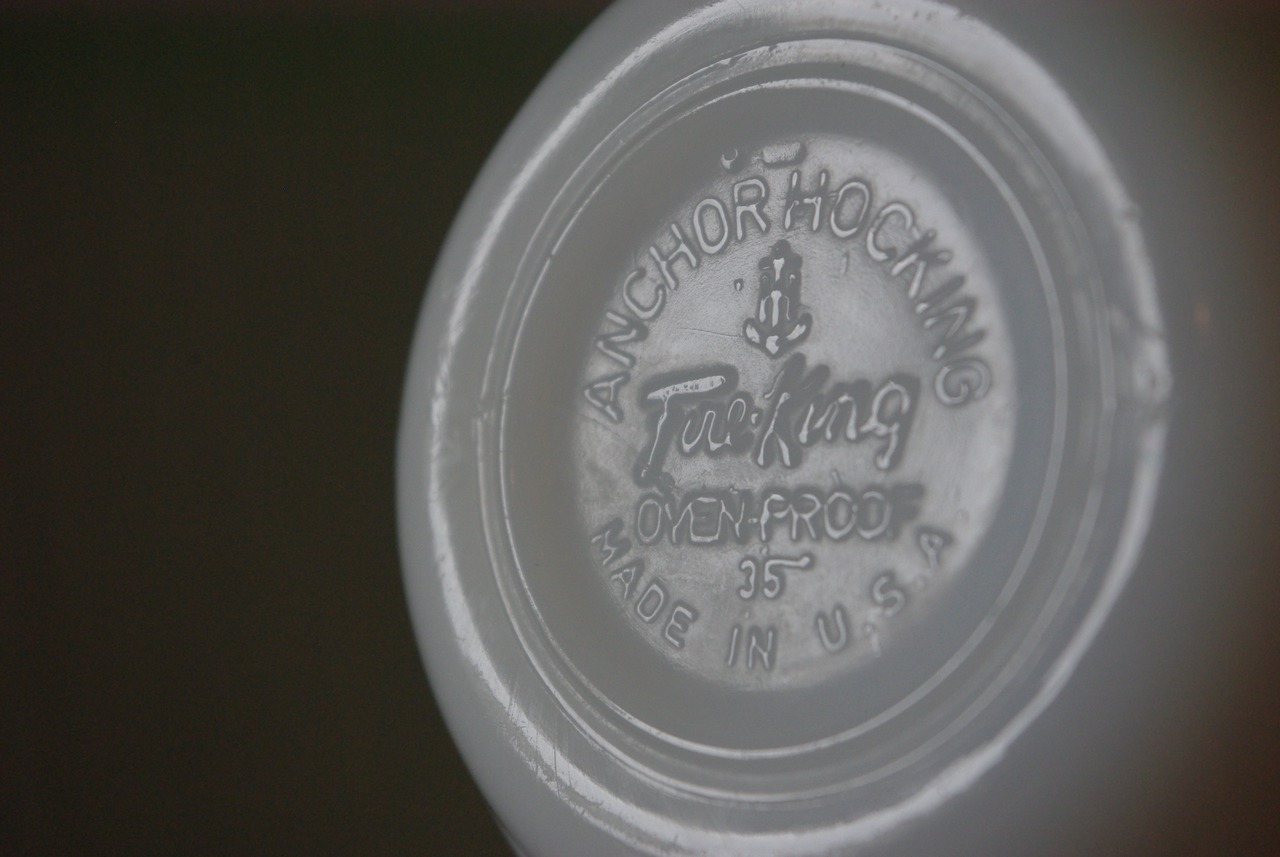 ANCHOR HOCKING
Fire-King
OVEN-PROOF
35
MADE IN U.S.A